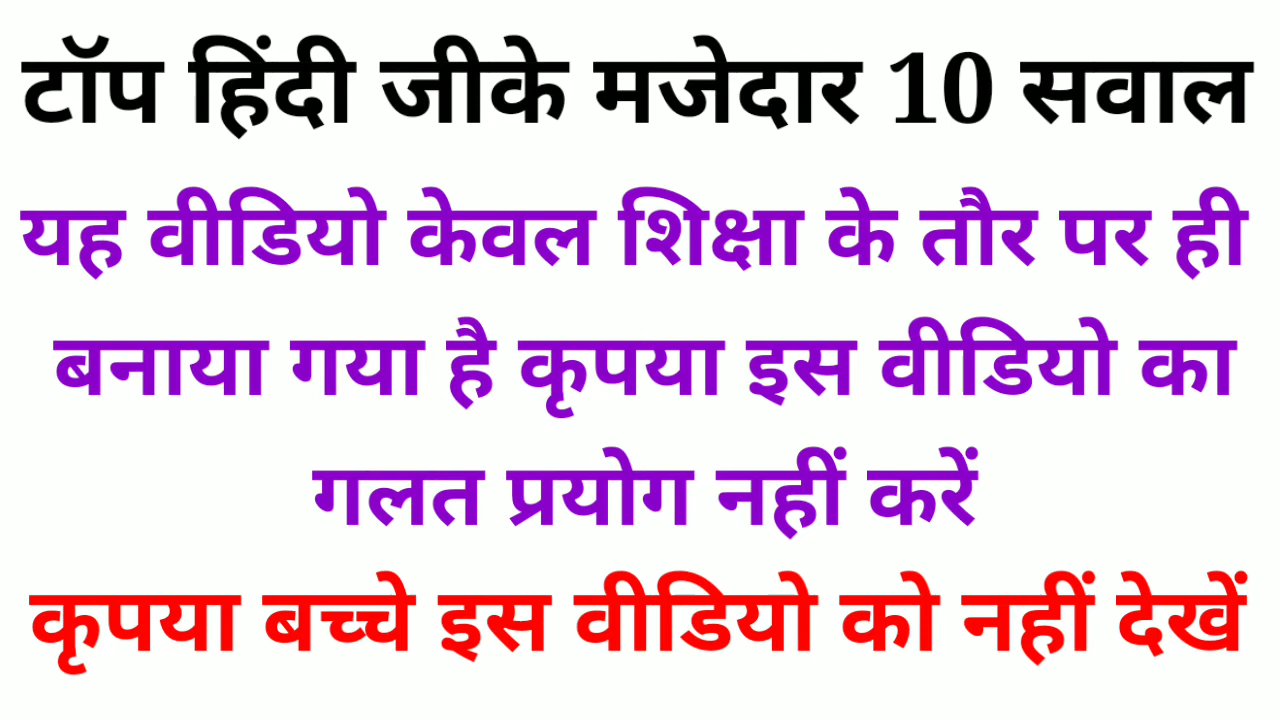 टॉप हिंदी जीके मजेदार 10 सवाल
यह वीडियो केवल शिक्षा के तौर पर ही
बनाया गया है कृपया इस वीडियो का
गलत प्रयोग नहीं करें
कृपया बच्चे इस वीडियो को नहीं देखें